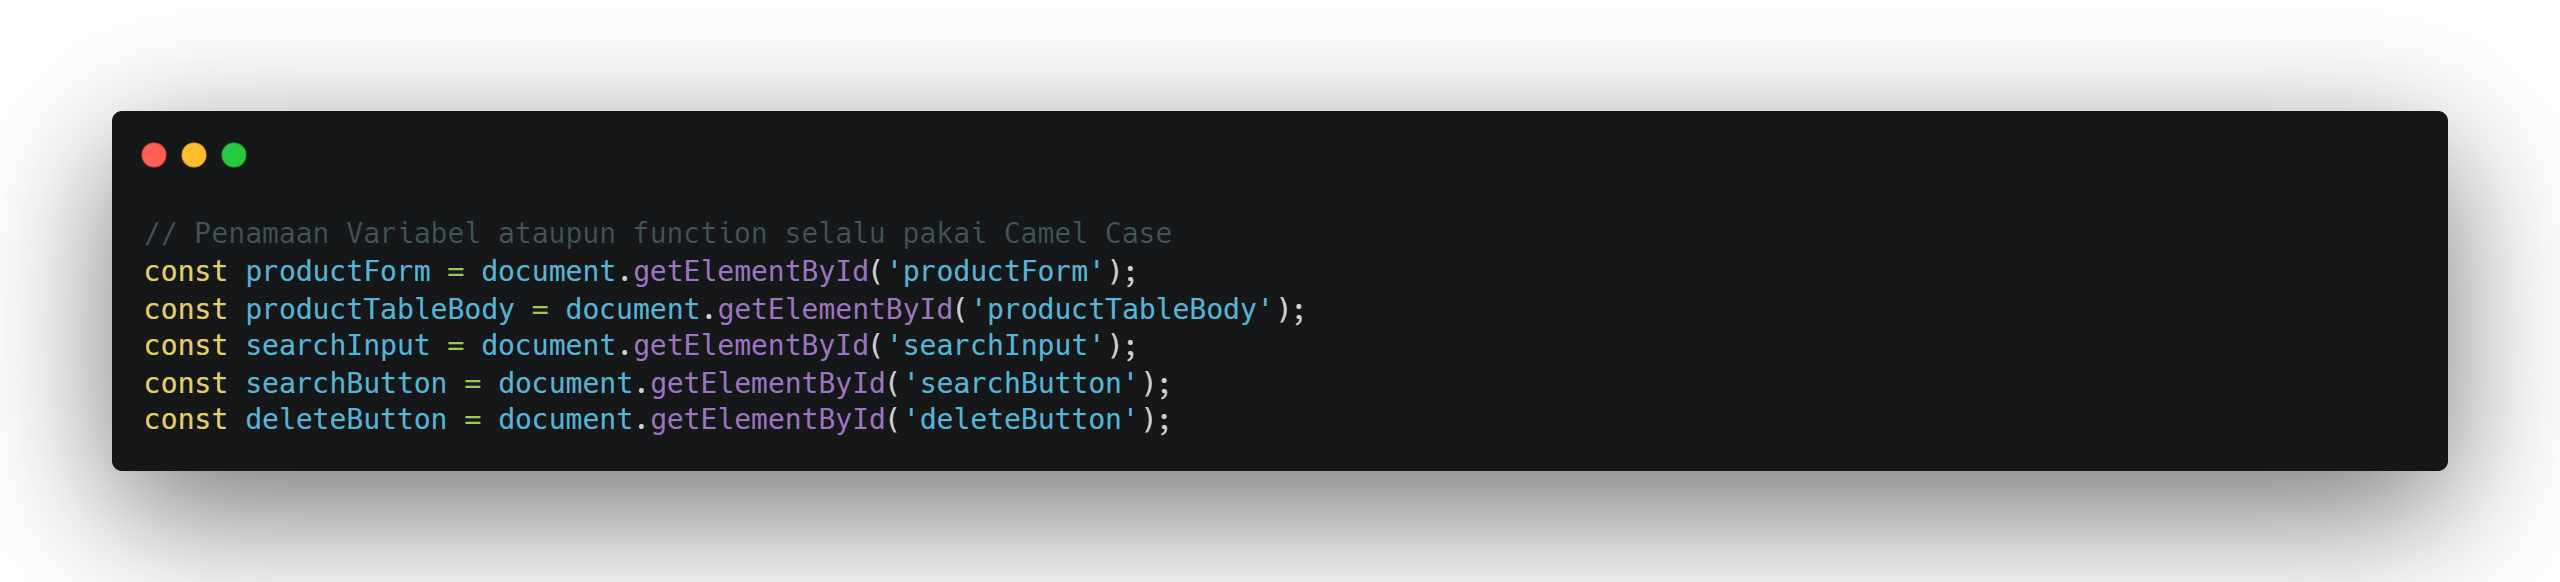 // Penamaan Variabel ataupun function selalu pakai Camel Case
const productForm = document.getElementById('productForm');
const productTableBody = document.getElementById('productTableBody');
const searchInput = document.getElementById('searchInput');
const searchButton = document.getElementById('searchButton');
const deleteButton = document.getElementById('deleteButton');